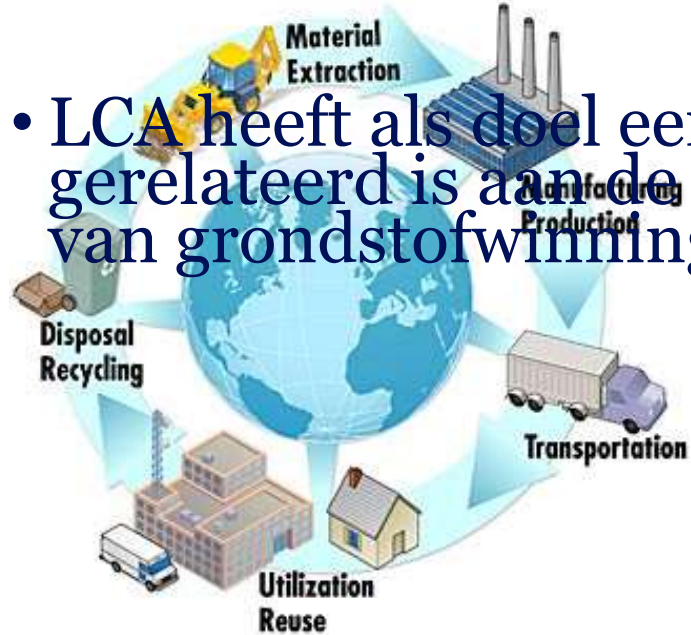 Material
Extraction
• LCA heeft als doel
gerelateerd is aan de
van grondstofwinning
Manufacturing
Production
Disposal
Recycling
Transportation
Utilization
Reuse